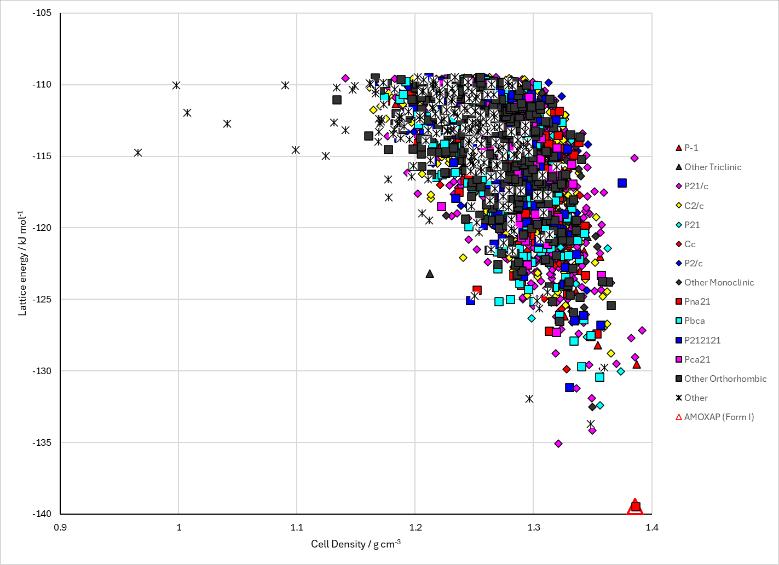 -105
-110
-115
-120
-125
-130
-135
-140
Lattice energy / kJ mol-1
0.9 1 1.1 1.2 1.3 1.4
Cell Density / g cm-3
P-1
Other Triclinic
P21/c
C2/c
P21
Cc
P2/c
Other Monoclinic
Pna21
Pbca
P212121
Pca21
Other Orthorhombic
Other
AMOXAP (Form I)